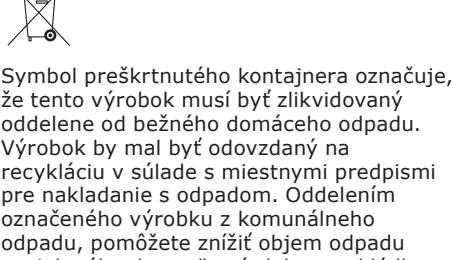 Symbol preškrtnutého kontajnera označuje,
že tento výrobok musí byť zlikvidovaný
oddelene od bežného domáceho odpadu.
Výrobok by mal byť odovzdaný na
recykláciu v súlade s miestnymi predpismi
pre nakladanie s odpadom. Oddelením
označeného výrobku z komunálneho
odpadu, pomôžete znížiť objem odpadu